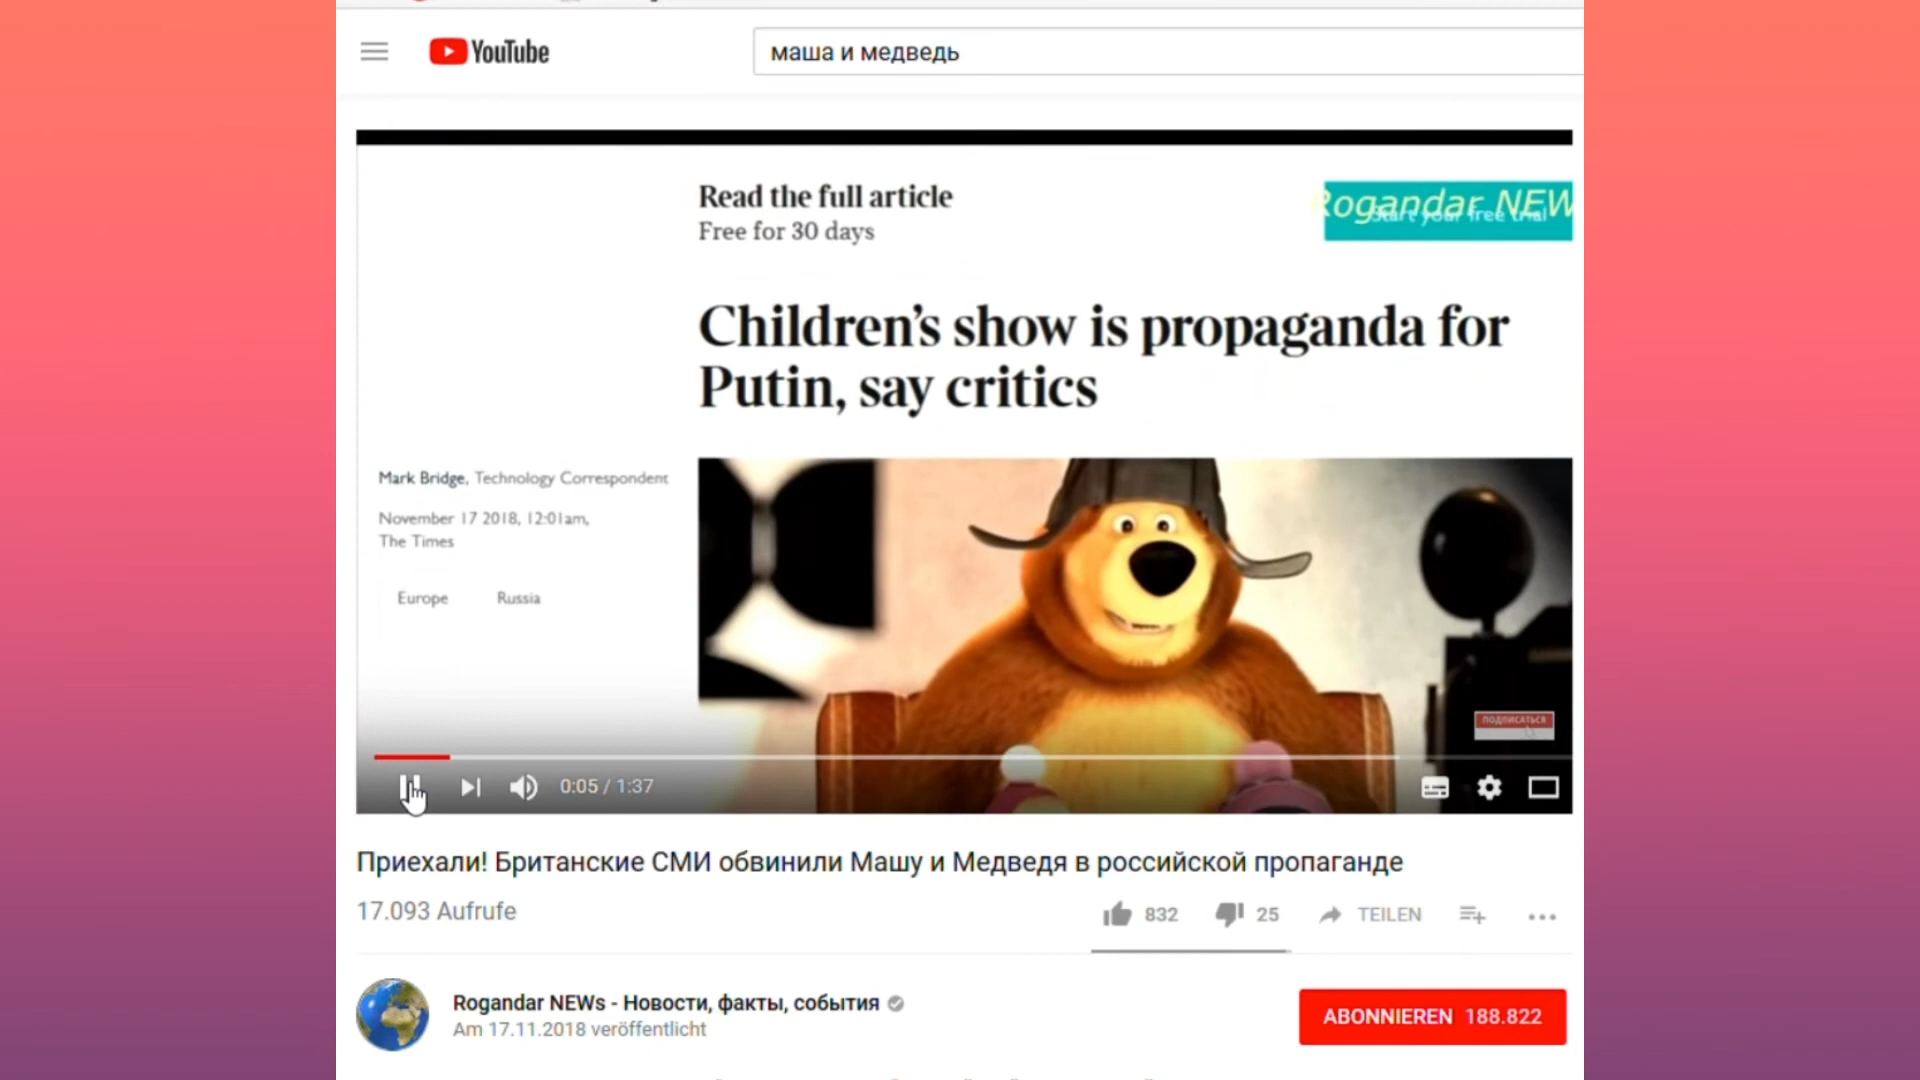 YouTube
маша и медведь
Read the full article
Free for 30 days
Rogandar NEW
Start your free trial
Children's show is propaganda for
Putin, say critics
Mark Bridge, Technology Correspondent
November 17 2018, 12:01am,
The Times
Europe Russia
ПОДПИСАТЬСЯ
0:05 / 1:37
Приехали! Британские СМИ обвинили Машу и Медведя в российской пропаганде
17.093 Aufrufe
832 25 TEILEN
Rogandar NEWs - Новости, факты, события
Am 17.11.2018 veröffentlicht
ABONNIEREN 188.822